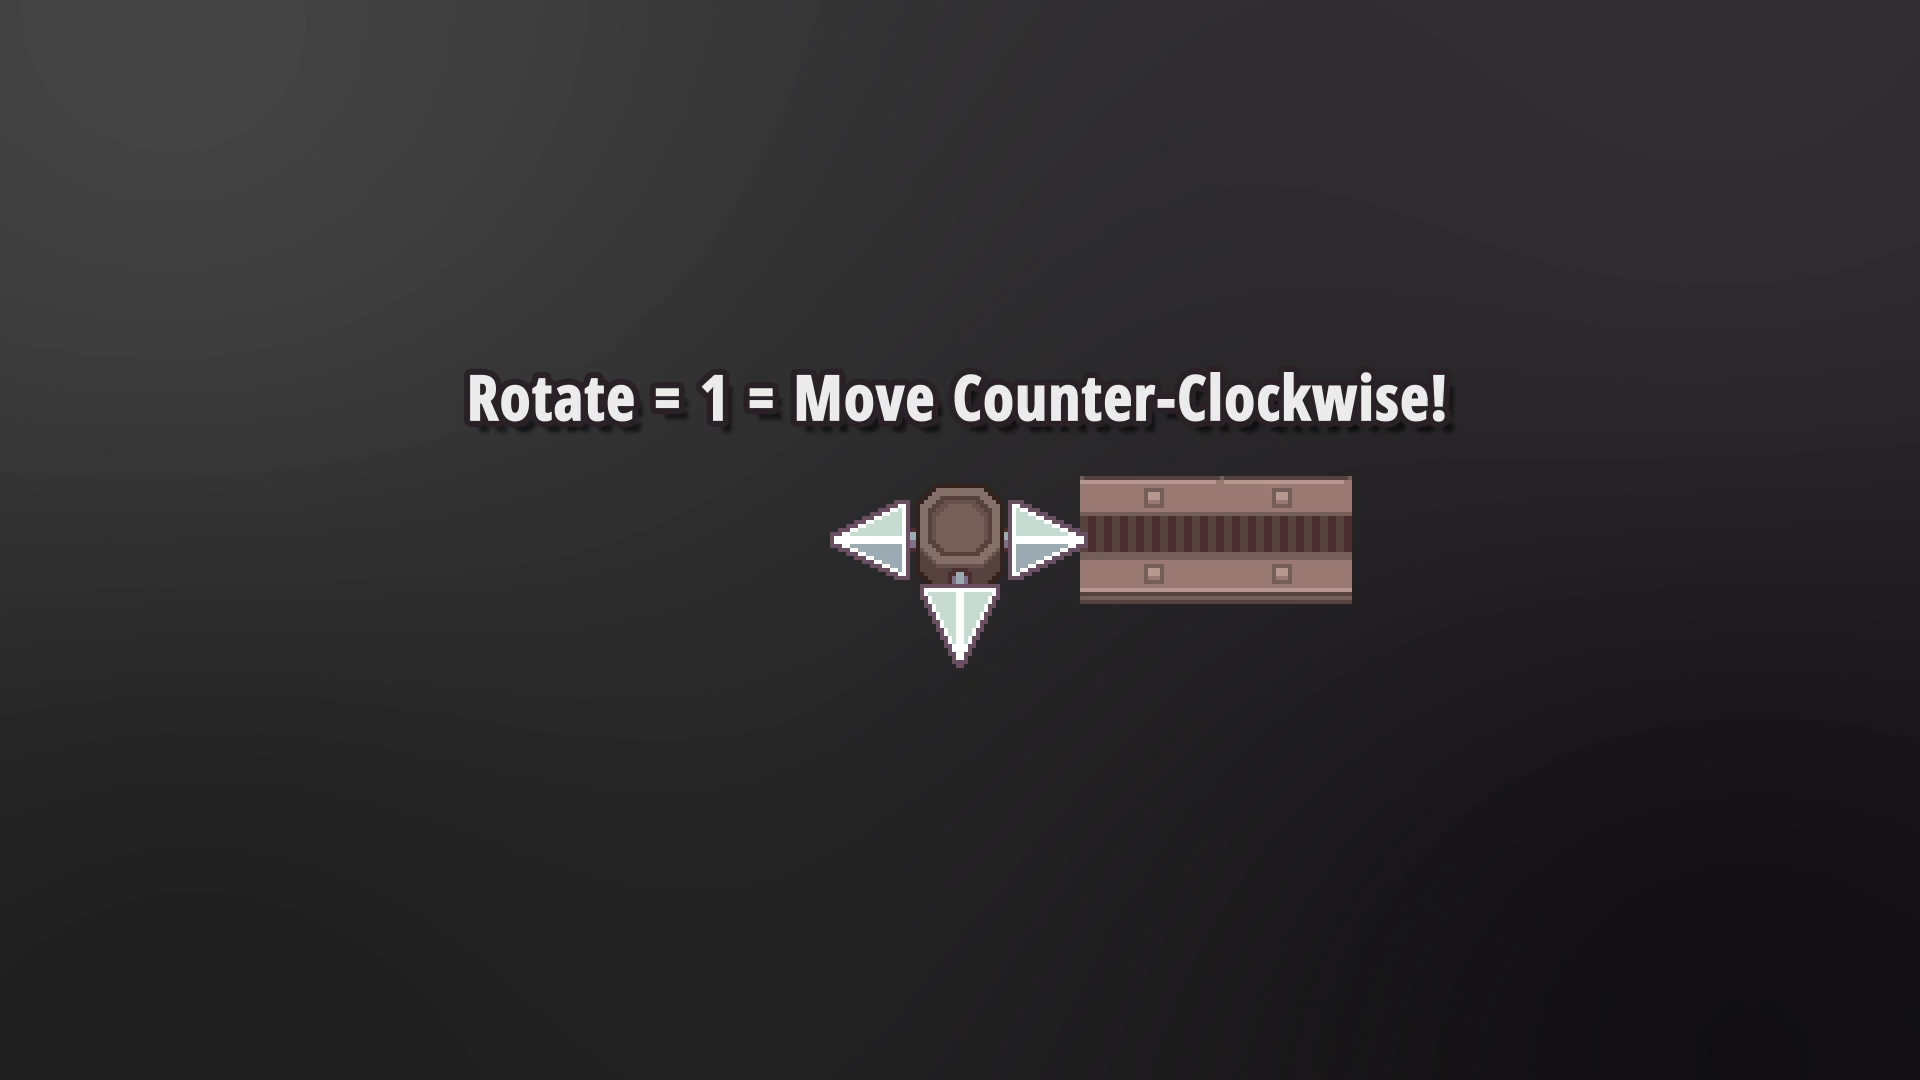 Rotate = 1 = Move Counter-Clockwise!